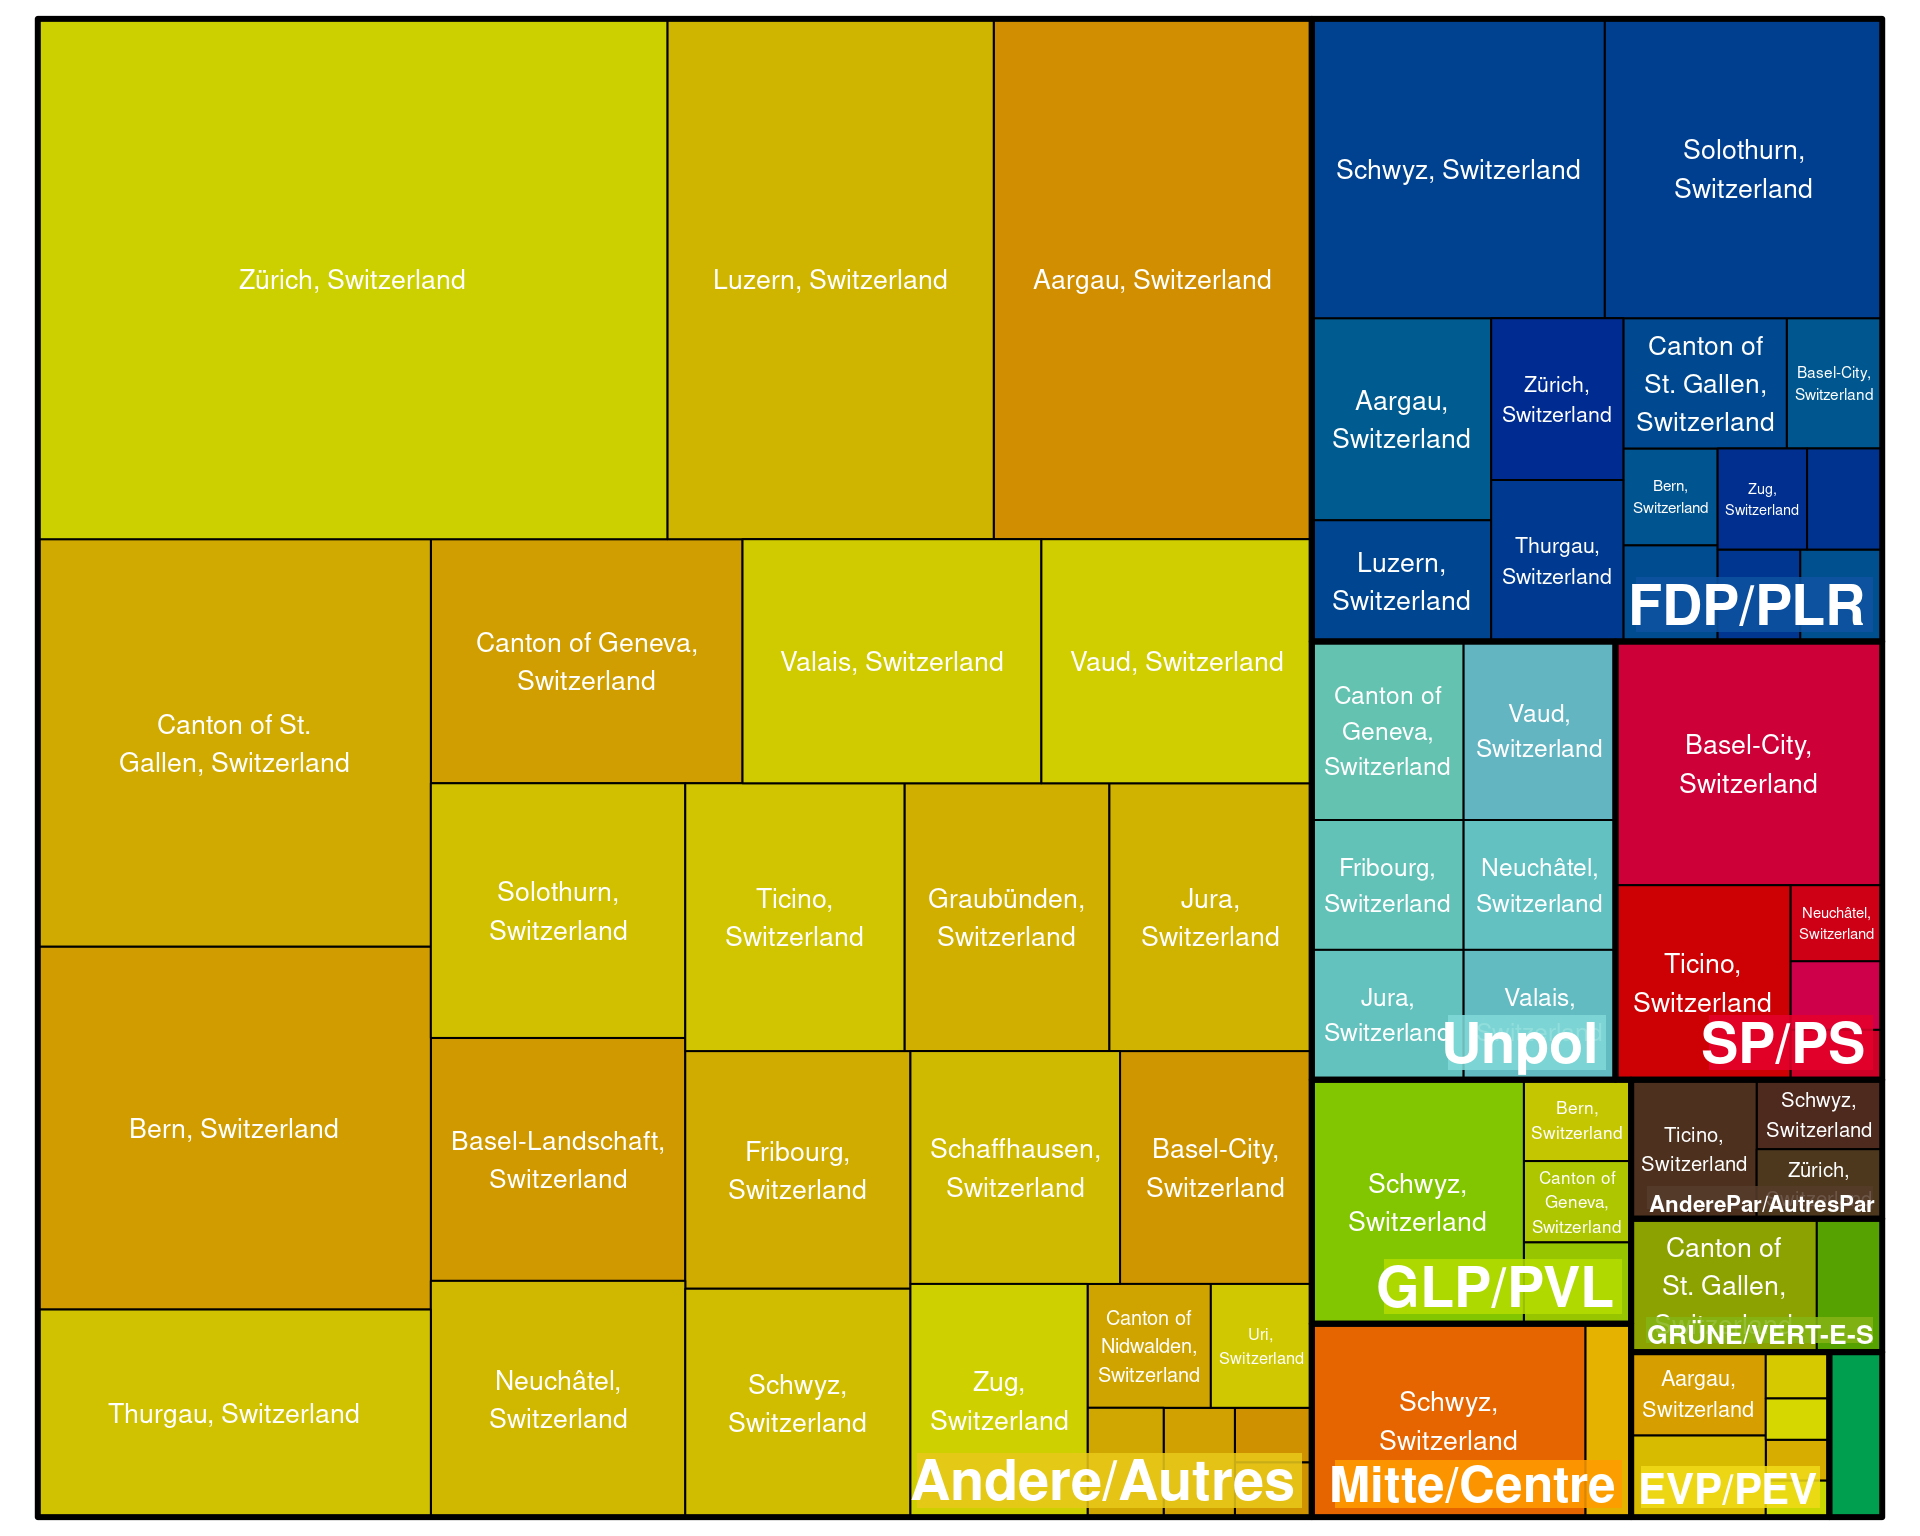 Zürich, Switzerland
Luzern, Switzerland
Aargau, Switzerland
Canton of St.
Gallen, Switzerland
Canton of Geneva,
Switzerland
Valais, Switzerland
Vaud, Switzerland
Bern, Switzerland
Solothurn,
Switzerland
Ticino,
Switzerland
Graubünden,
Switzerland
Jura,
Switzerland
Thurgau, Switzerland
Basel-Landschaft,
Switzerland
Fribourg,
Switzerland
Schaffhausen,
Switzerland
Basel-City,
Switzerland
Neuchâtel,
Switzerland
Schwyz,
Switzerland
Zug,
Switzerland
Canton of
Nidwalden,
Switzerland
Uri,
Switzerland
Andere/Autres
Schwyz, Switzerland
Solothurn,
Switzerland
Aargau,
Switzerland
Zürich,
Switzerland
Canton of
St. Gallen,
Switzerland
Basel-City,
Switzerland
Luzern,
Switzerland
Thurgau,
Switzerland
Bern,
Switzerland
Zug,
Switzerland
FDP/PLR
Canton of
Geneva,
Switzerland
Vaud,
Switzerland
Fribourg,
Switzerland
Neuchâtel,
Switzerland
Jura,
Switzerland
Valais,
Switzerland
Unpol
Basel-City,
Switzerland
Ticino,
Switzerland
Neuchâtel,
Switzerland
SP/PS
Schwyz,
Switzerland
Bern,
Switzerland
Canton of
Geneva,
Switzerland
GLP/PVL
Ticino,
Switzerland
Schwyz,
Switzerland
Zürich,
Switzerland
AnderePar/AutresPar
Canton of
St. Gallen,
Switzerland
GRÜNE/VERT-E-S
Schwyz,
Switzerland
Mitte/Centre
Aargau,
Switzerland
EVP/PEV